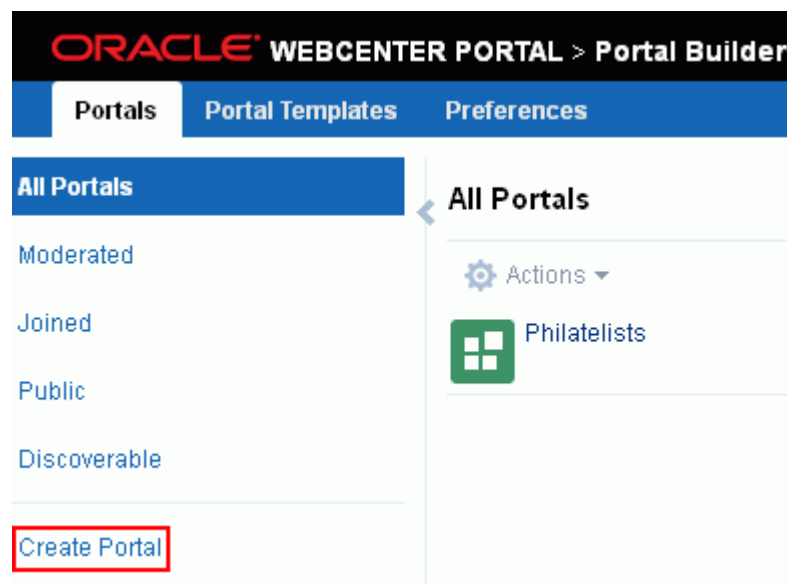 ORACLE WEBCENTER PORTAL > Portal Builder
Portals Portal Templates Preferences
All Portals
Moderated
Joined
Public
Discoverable
Create Portal
All Portals
Actions
Philatelists